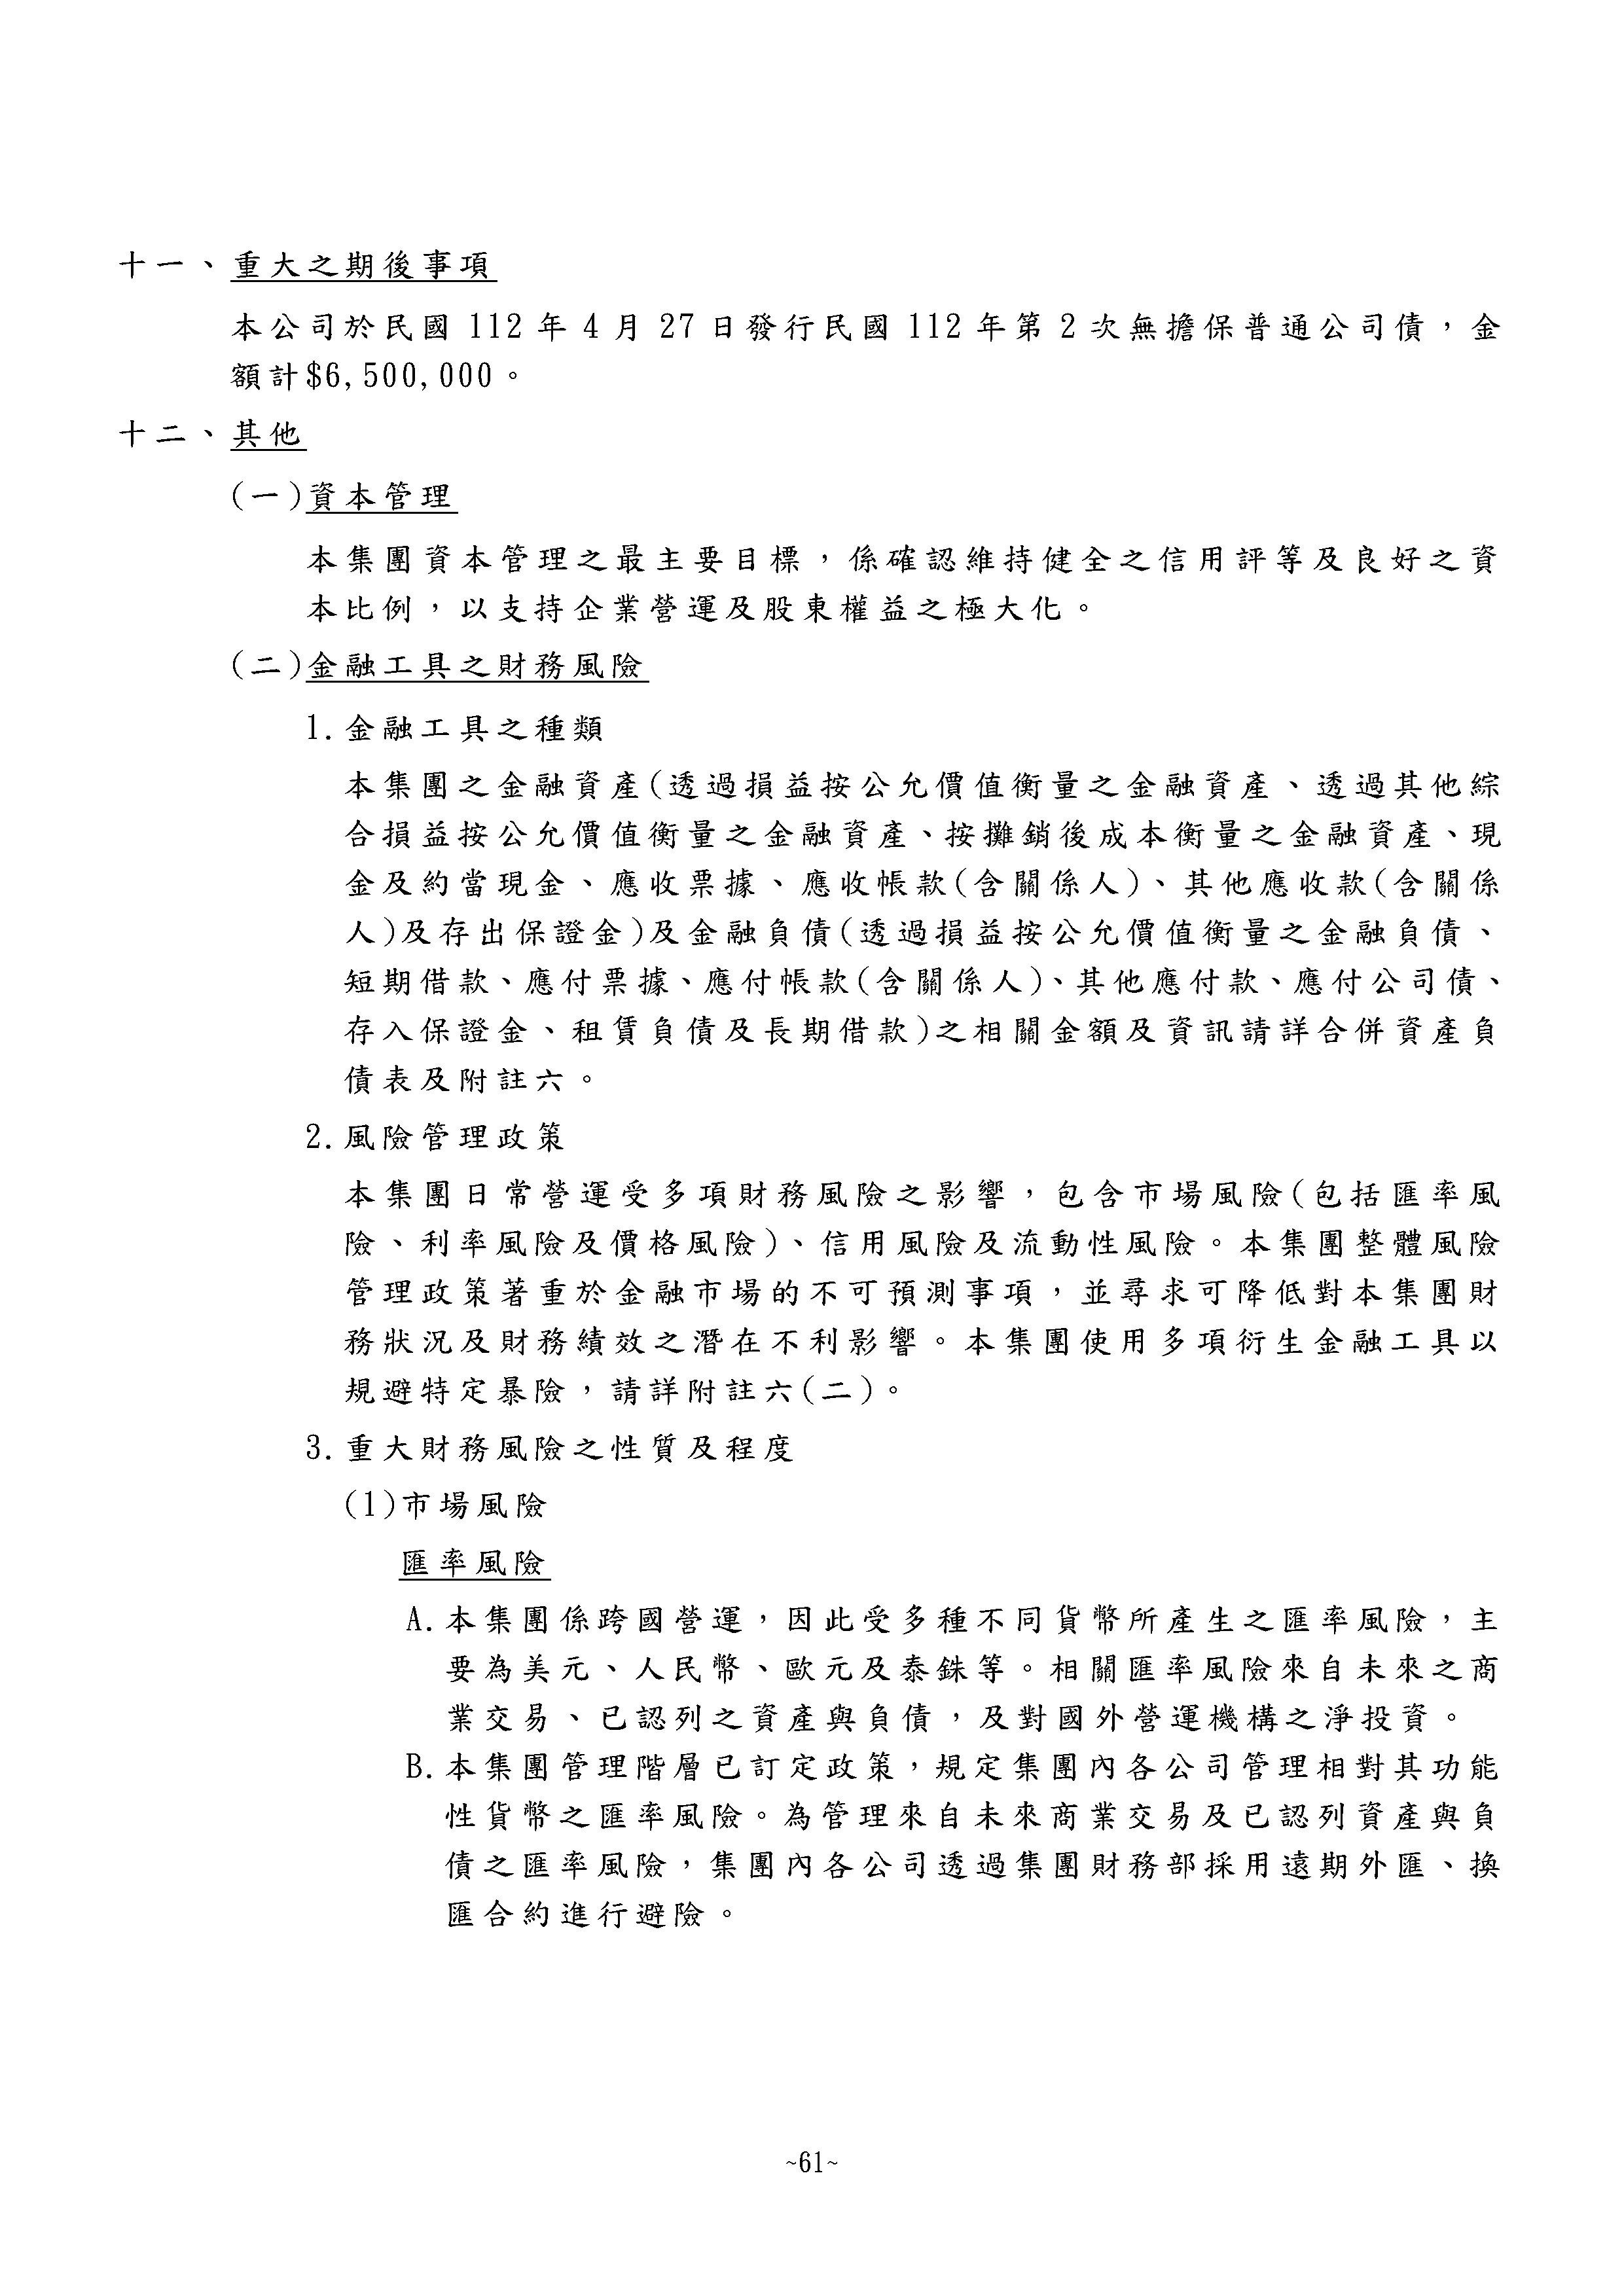 十一、重大之期後事項
本公司於民國 112 年 4 月 27 日發行民國 112 年第 2 次無擔保普通公司債，金
額計$6,500,000。
十二、其他
(一)資本管理
本集團資本管理之最主要目標，係確認維持健全之信用評等及良好之資
本比例，以支持企業營運及股東權益之極大化。
(二)金融工具之財務風險
1.金融工具之種類
本集團之金融資產(透過損益按公允價值衡量之金融資產、透過其他綜
合損益按公允價值衡量之金融資產、按攤銷後成本衡量之金融資產、現
金及約當現金、應收票據、應收帳款(含關係人)、其他應收款(含關係
人)及存出保證金)及金融負債(透過損益按公允價值衡量之金融負債、
短期借款、應付票據、應付帳款(含關係人)、其他應付款、應付公司債、
存入保證金、租賃負債及長期借款)之相關金額及資訊請詳合併資產負
債表及附註六。
2.風險管理政策
本集團日常營運受多項財務風險之影響，包含市場風險(包括匯率風
險、利率風險及價格風險)、信用風險及流動性風險。本集團整體風險
管理政策著重於金融市場的不可預測事項，並尋求可降低對本集團財
務狀況及財務績效之潛在不利影響。本集團使用多項衍生金融工具以
規避特定暴險，請詳附註六(二)。
3.重大財務風險之性質及程度
(1)市場風險
匯率風險
A.本集團係跨國營運，因此受多種不同貨幣所產生之匯率風險，主
要為美元、人民幣、歐元及泰銖等。相關匯率風險來自未來之商
業交易、已認列之資產與負債，及對國外營運機構之淨投資。
B.本集團管理階層已訂定政策，規定集團內各公司管理相對其功能
性貨幣之匯率風險。為管理來自未來商業交易及已認列資產與負
債之匯率風險，集團內各公司透過集團財務部採用遠期外匯、換
匯合約進行避險。
~61~